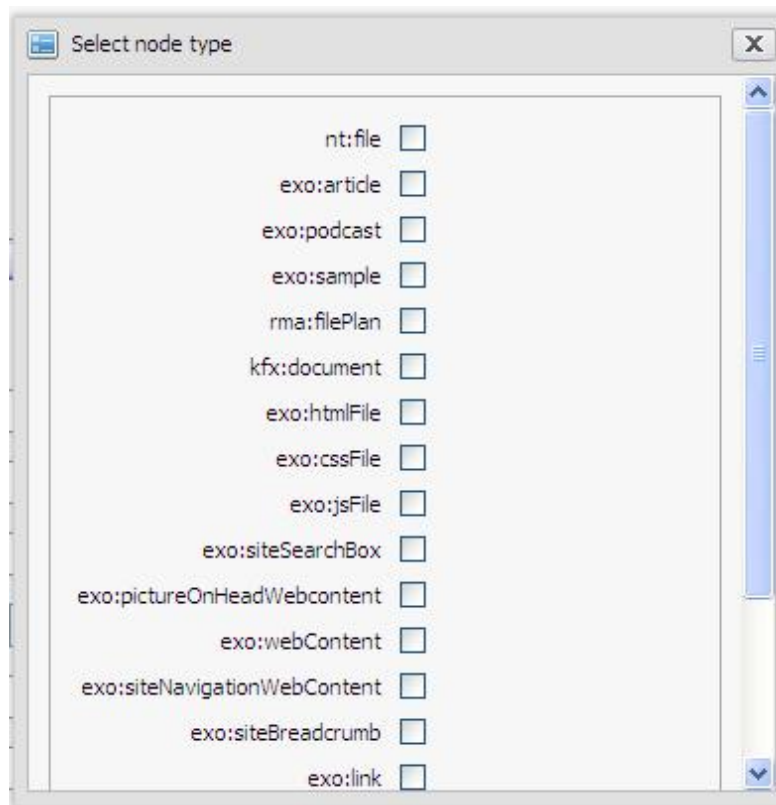 Select node type
nt:file
exo:article
exo:podcast
exo:sample
rma:filePlan
kfx:document
exo:htmlFile
exo:cssFile
exo:jsFile
exo:siteSearchBox
exo:pictureOnHeadWebcontent
exo:webContent
exo:siteNavigationWebContent
exo:siteBreadcrumb
exo:link